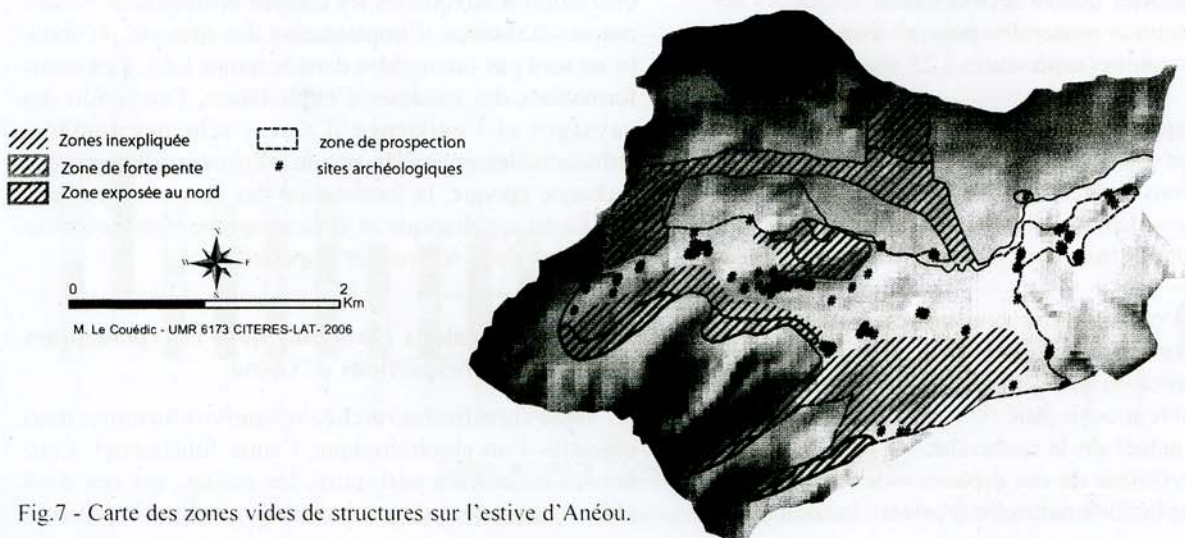 Zones inexpliquée
Zone de forte pente
Zone exposée au nord
zone de prospection
# sites archéologiques
0 2
Km
M. Le Couédic - UMR 6173 CITERES-LAT- 2006
Fig.7 - Carte des zones vides de structures sur l'estive d'Anéou.